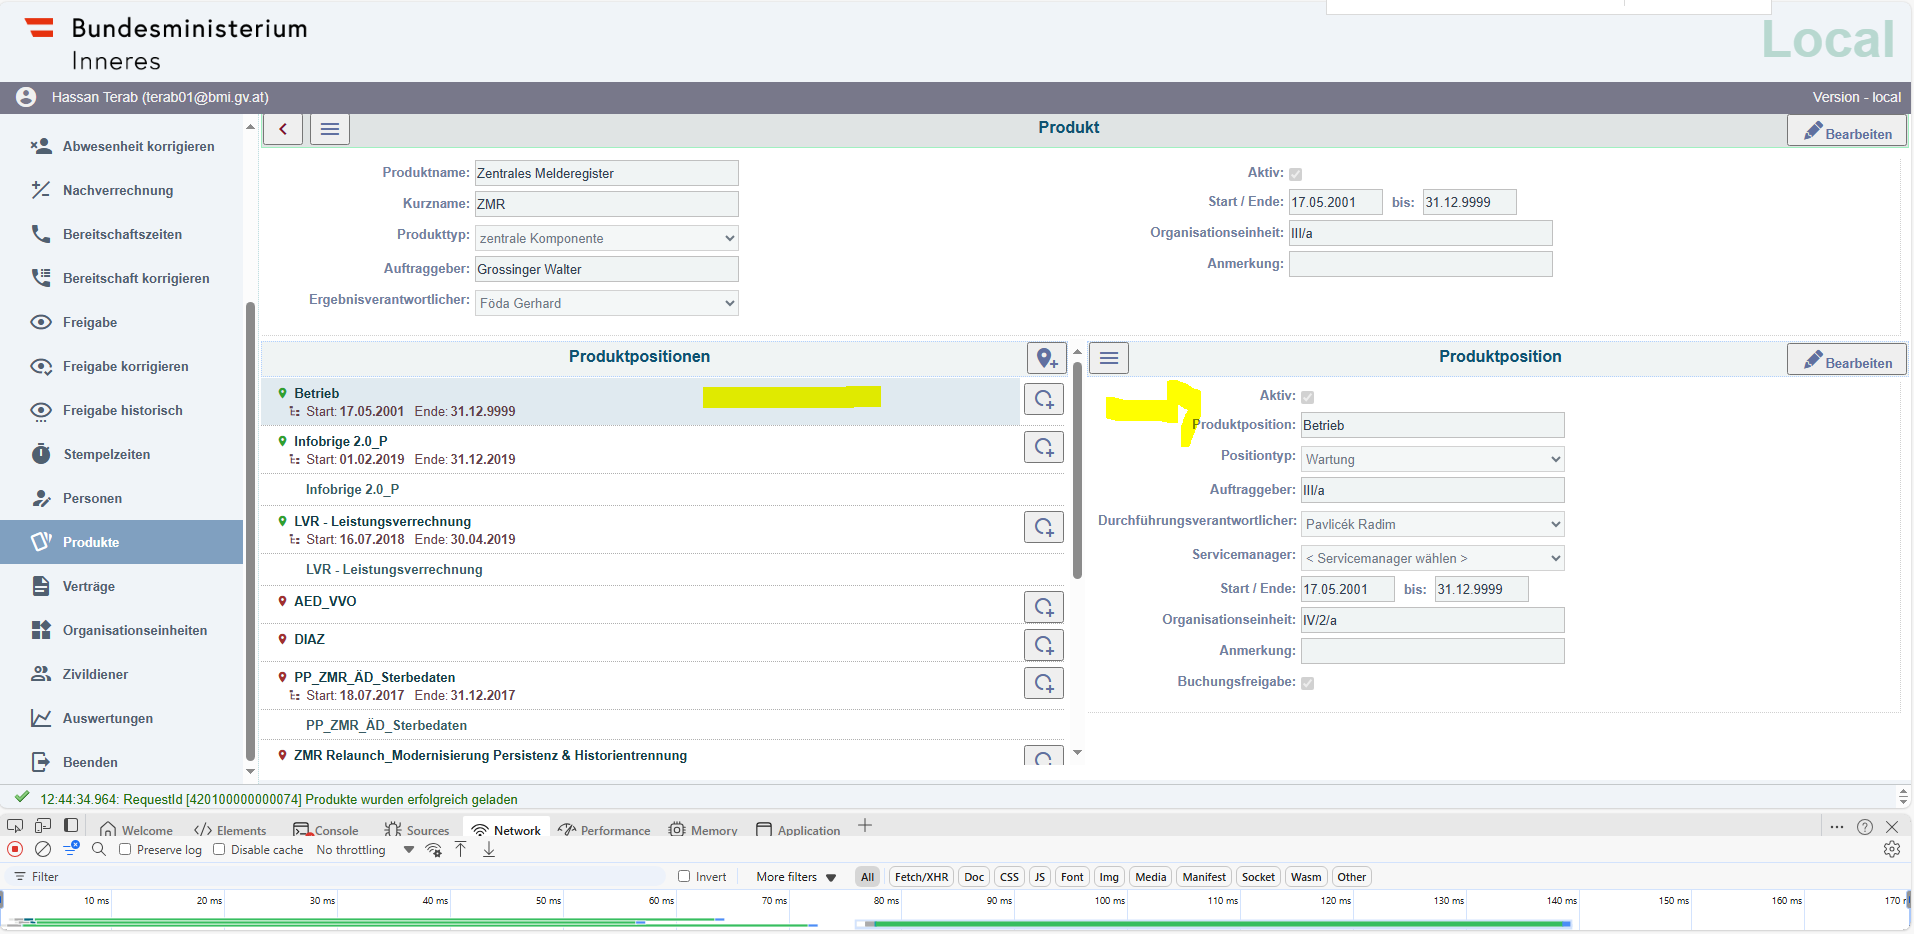 Bundesministerium
Inneres
Local
Hassan Terab (terab01@bmi.gv.at)
Version - local
Abwesenheit korrigieren
Nachverrechnung
Bereitschaftszeiten
Bereitschaft korrigieren
Freigabe
Freigabe korrigieren
Freigabe historisch
Stempelzeiten
Personen
Produkte
Verträge
Organisationseinheiten
Zivildiener
Auswertungen
Beenden
Produkt
Bearbeiten
Produktname: Zentrales Melderegister
Kurzname: ZMR
Produkttyp: zentrale Komponente
Auftraggeber: Grossinger Walter
Ergebnisverantwortlicher: Föda Gerhard
Aktiv:
Start / Ende: 17.05.2001 bis: 31.12.9999
Organisationseinheit: III/a
Anmerkung:
Produktpositionen
Betrieb
Start: 17.05.2001 Ende: 31.12.9999
Infobrige 2.0_P
Start: 01.02.2019 Ende: 31.12.2019
Infobrige 2.0_P
LVR - Leistungsverrechnung
Start: 16.07.2018 Ende: 30.04.2019
LVR - Leistungsverrechnung
AED_VVO
DIAZ
PP_ZMR_ÄD_Sterbedaten
Start: 18.07.2017 Ende: 31.12.2017
PP_ZMR_ÄD_Sterbedaten
ZMR Relaunch_Modernisierung Persistenz & Historientrennung
Produktposition
Bearbeiten
Aktiv:
Produktposition: Betrieb
Positiontyp: Wartung
Auftraggeber: III/a
Durchführungsverantwortlicher: Pavlicék Radim
Servicemanager: < Servicemanager wählen >
Start / Ende: 17.05.2001 bis: 31.12.9999
Organisationseinheit: IV/2/a
Anmerkung:
Buchungsfreigabe:
12:44:34.964: RequestId [420100000000074] Produkte wurden erfolgreich geladen
Welcome Elements Console Sources Network Performance Memory Application
Preserve log Disable cache No throttling
Filter Invert More filters All Fetch/XHR Doc CSS JS Font Img Media Manifest Socket Wasm Other
10 ms 20 ms 30 ms 40 ms 50 ms 60 ms 70 ms 80 ms 90 ms 100 ms 110 ms 120 ms 130 ms 140 ms 150 ms 160 ms 170